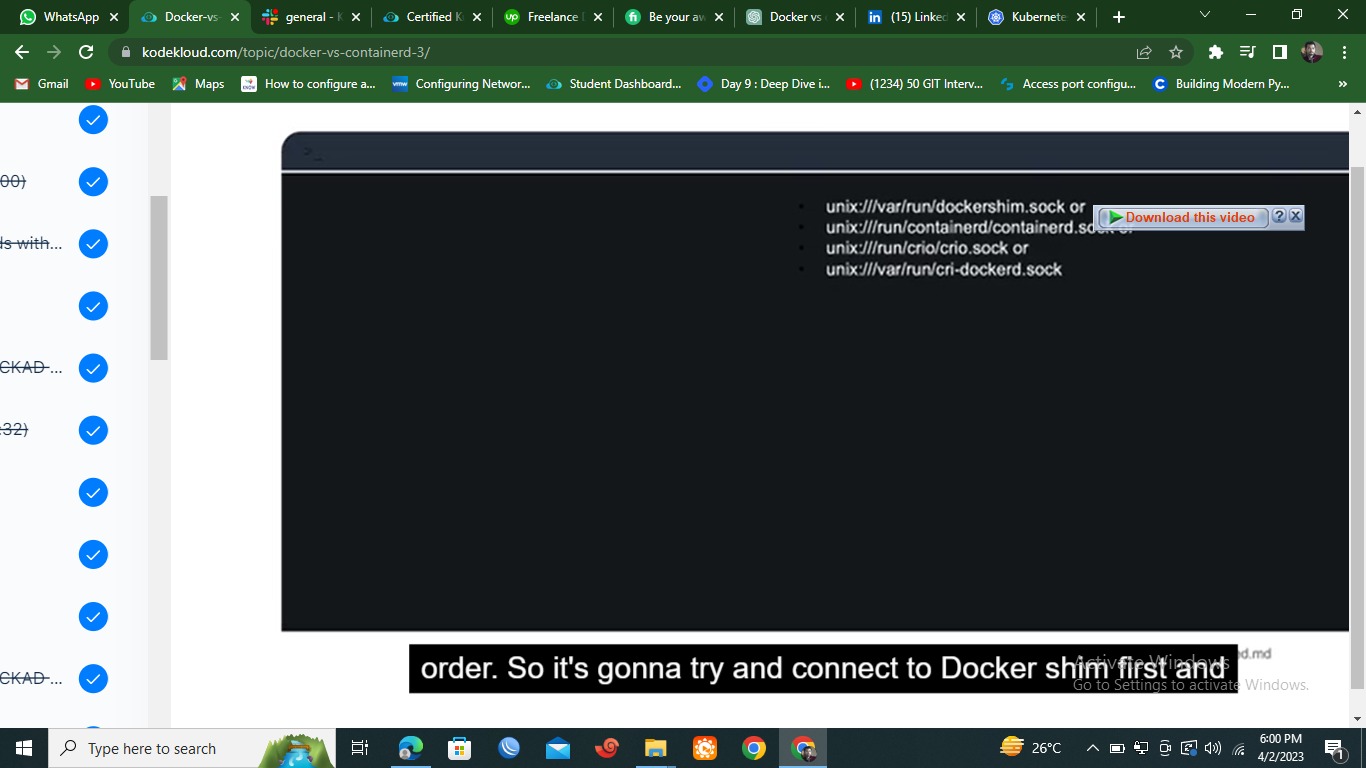 WhatsApp
Docker-vs-
general - K
Certified K
Freelance
Be your aw
Docker vs
(15) Linked
Kubernete
kodekloud.com/topic/docker-vs-containerd-3/
Gmail
YouTube
Maps
How to configure a...
Configuring Networ...
Student Dashboard...
Day 9 : Deep Dive i...
(1234) 50 GIT Interv...
Access port configu...
Building Modern Py...
»
00)
ds with...
CKAD ...
:32)
CKAD ...
>_
• unix:///var/run/dockershim.sock or
• unix:///run/containerd/containerd.sock or
• unix:///run/crio/crio.sock or
• unix:///var/run/cri-dockerd.sock
Download this video
? X
order. So it's gonna try and connect to Docker shim first and
ed.md
Activate Windows
Go to Settings to activate Windows.
Type here to search
26°C
6:00 PM
4/2/2023
1